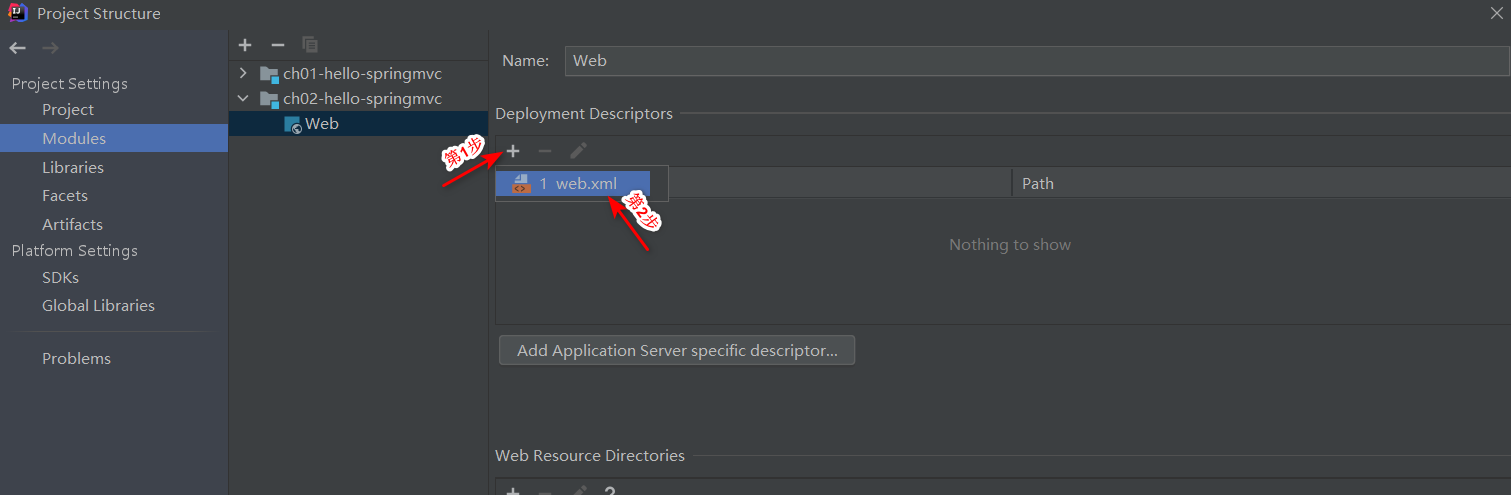 Project Structure
Project Settings
Project
Modules
Libraries
Facets
Artifacts
Platform Settings
SDKs
Global Libraries
Problems
ch01-hello-springmvc
ch02-hello-springmvc
Web
Name: Web
Deployment Descriptors
第1步
1 web.xml
Path
第2步
Nothing to show
Add Application Server specific descriptor...
Web Resource Directories